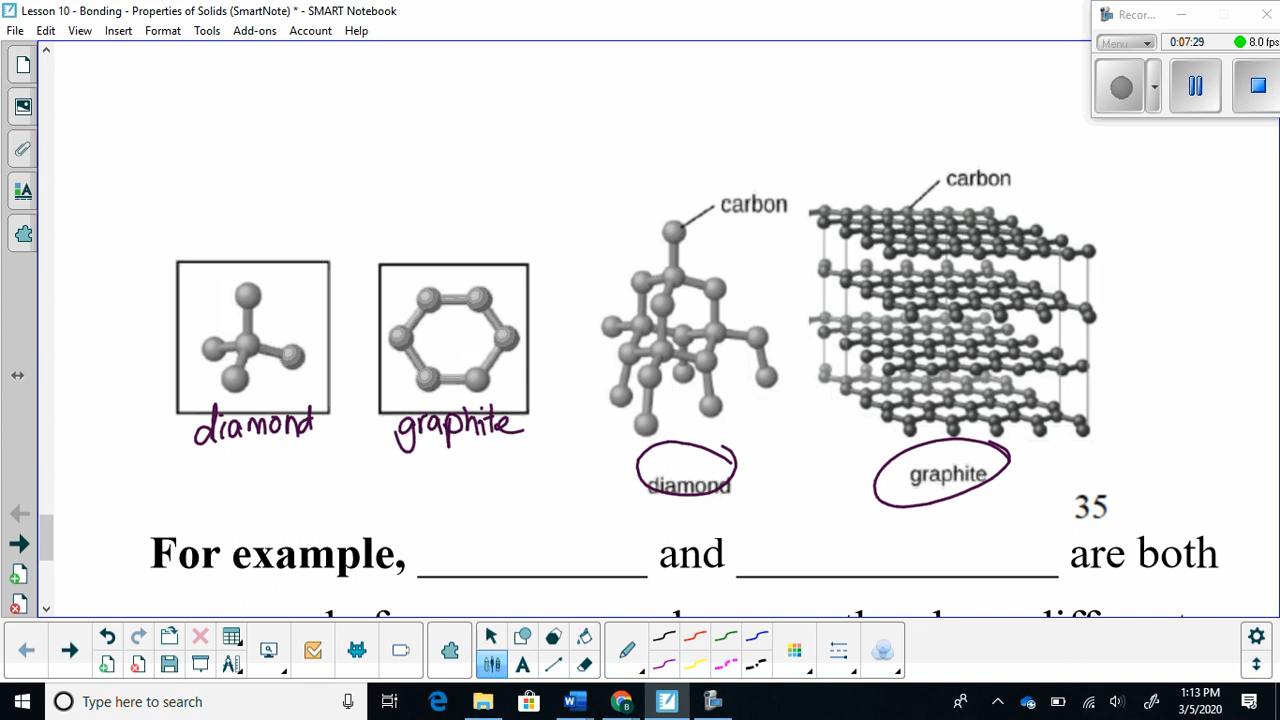 Lesson 10 - Bonding - Properties of Solids (SmartNote) * - SMART Notebook
Recor...
File Edit View Insert Format Tools Add-ons Account Help
Menu 0:07:29 8.0 fps
carbon
carbon
diamond
graphite
diamond
graphite
35
For example, ____________ and ________________ are both
Type here to search
1:13 PM
3/5/2020